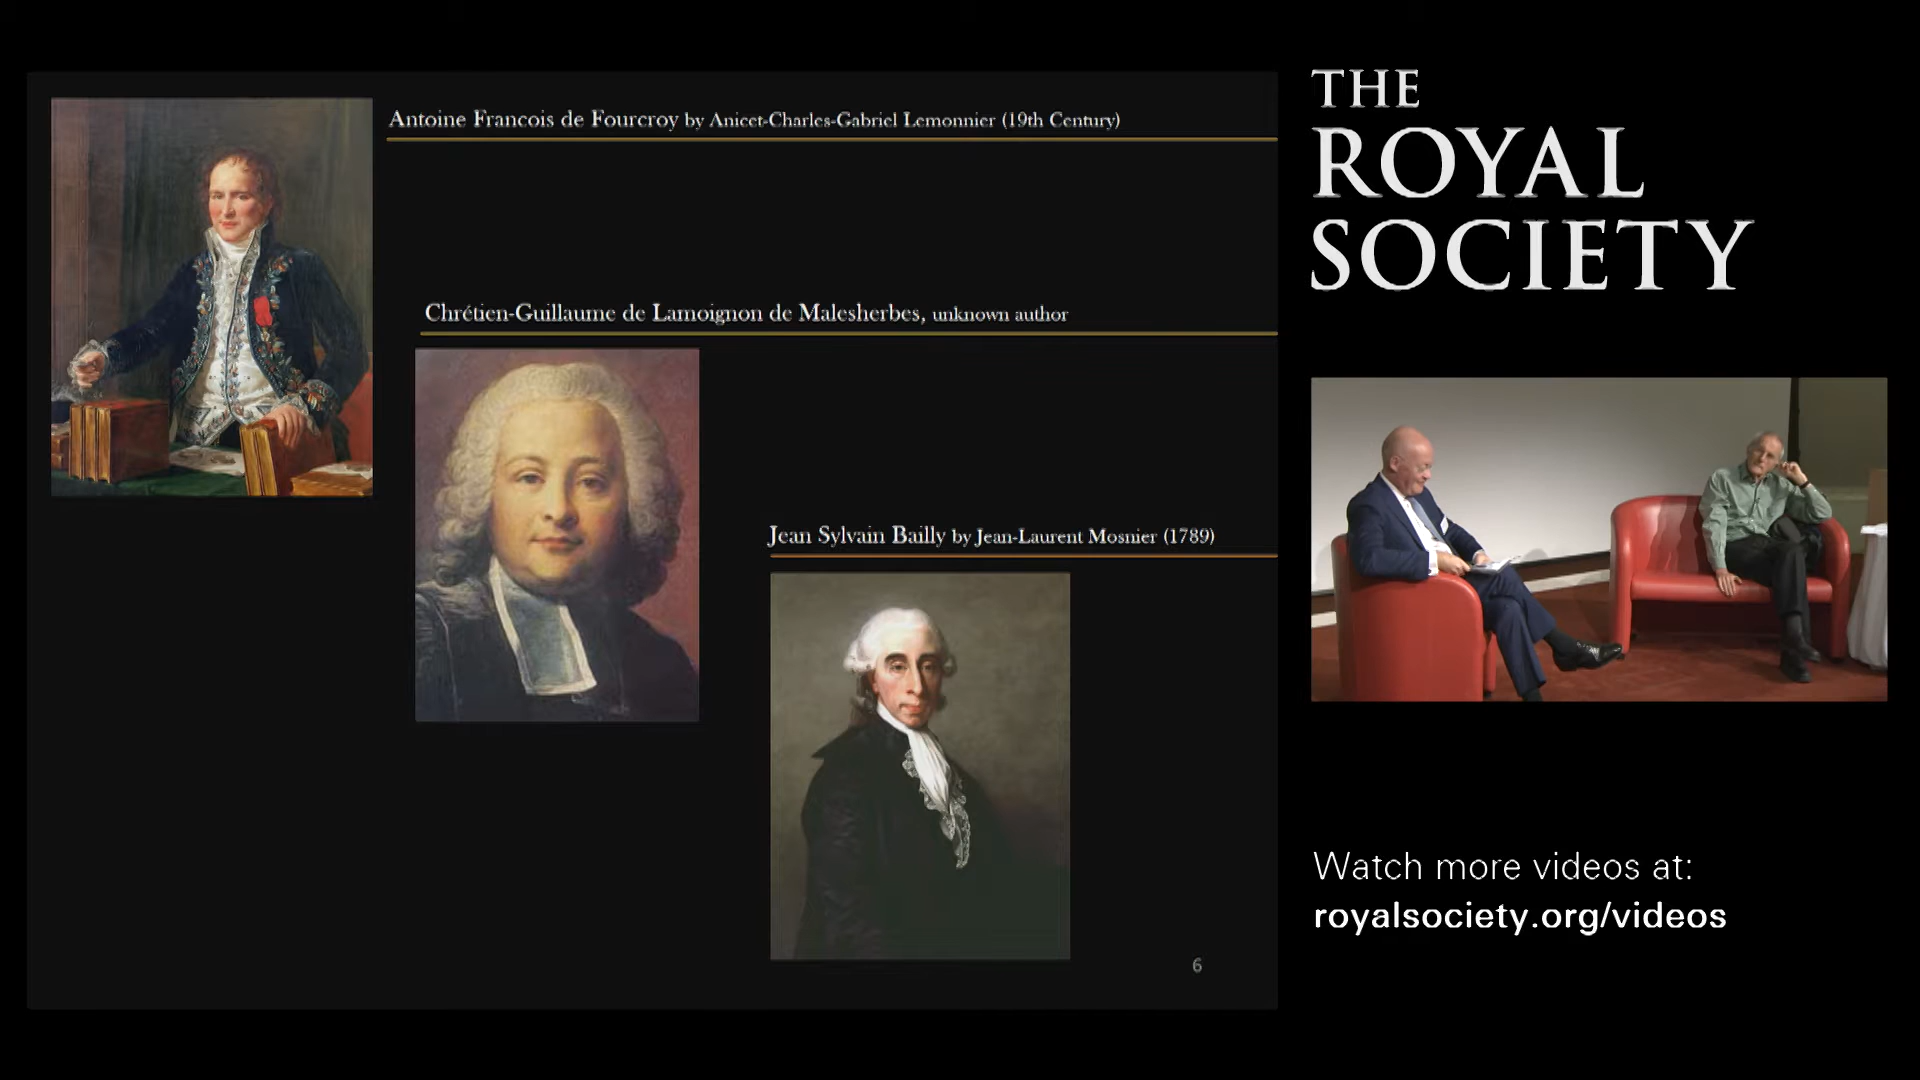 Antoine Francois de Fourcroy by Anicet-Charles-Gabriel Lemonnier (19th Century)
Chrétien-Guillaume de Lamoignon de Malesherbes, unknown author
Jean Sylvain Bailly by Jean-Laurent Mosnier (1789)
6
THE
ROYAL
SOCIETY
Watch more videos at:
royalsociety.org/videos